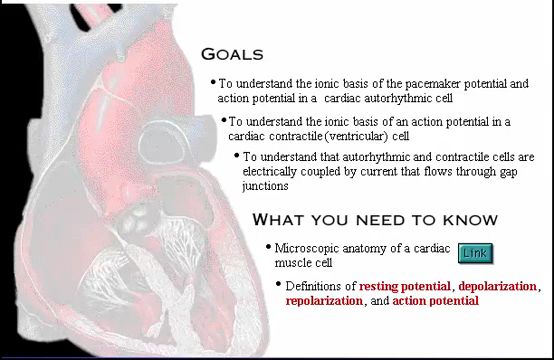 GOALS
• To understand the ionic basis of the pacemaker potential and
action potential in a cardiac autorhythmic cell
• To understand the ionic basis of an action potential in a
cardiac contractile (ventricular) cell
• To understand that autorhythmic and contractile cells are
electrically coupled by current that flows through gap
junctions
WHAT YOU NEED TO KNOW
• Microscopic anatomy of a cardiac
muscle cell
Link
• Definitions of resting potential, depolarization,
repolarization, and action potential